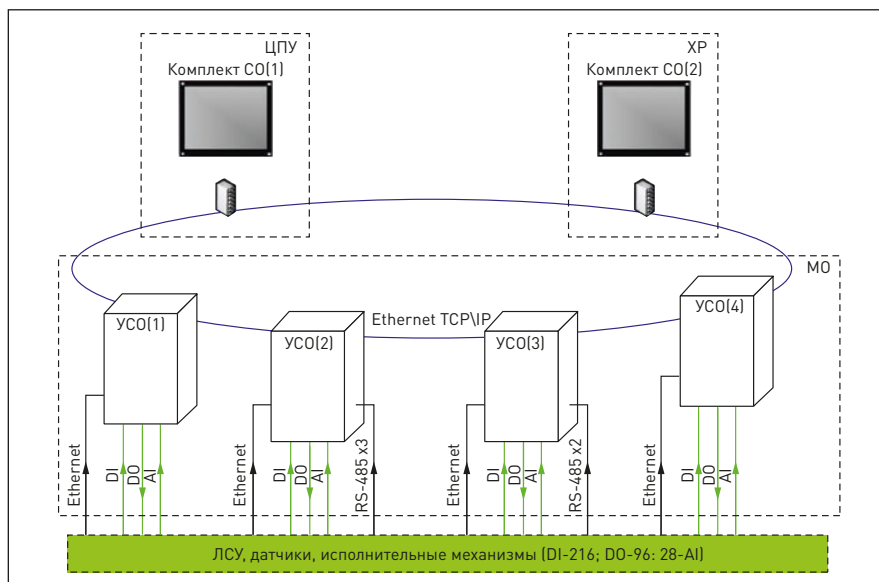 ЦПУ
Комплект СО(1)
ХР
Комплект СО(2)
МО
УСО(1)
УСО(2)
Ethernet TCP\IP
УСО(3)
УСО(4)
Ethernet
DI
DO
AI
Ethernet
DI
DO
AI
RS-485 x3
Ethernet
DI
DO
AI
RS-485 x2
Ethernet
DI
DO
AI
ЛСУ, датчики, исполнительные механизмы (DI-216; DO-96: 28-AI)